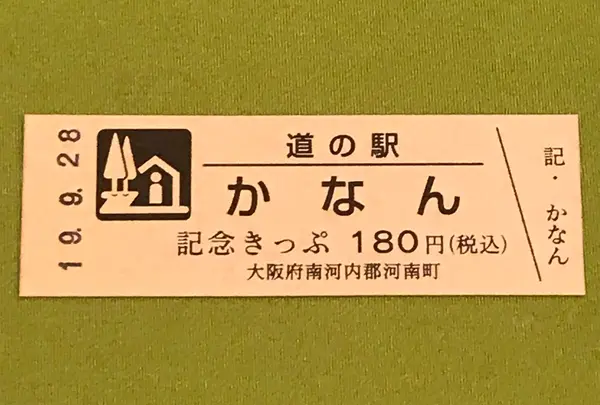 19.9.28
道の駅
かなん
記念きっぷ 180円(税込)
大阪府南河内郡河南町
記・かなん